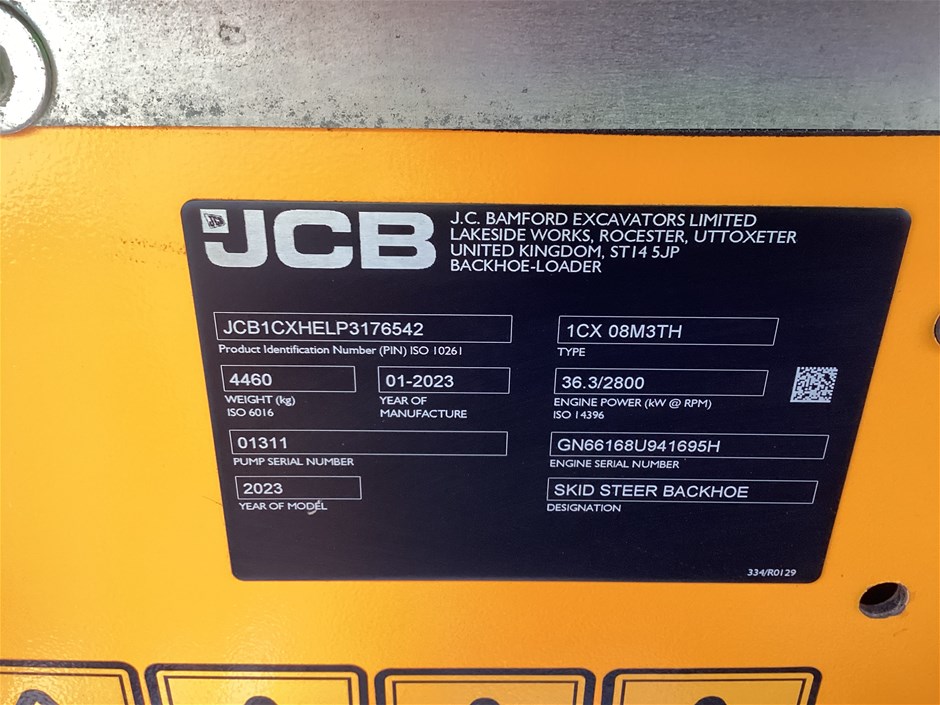 JCB
J.C. BAMFORD EXCAVATORS LIMITED
LAKESIDE WORKS, ROCESTER, UTTOXETER
UNITED KINGDOM, ST14 5JP
BACKHOE-LOADER
JCB1CXHELP3176542
Product Identification Number (PIN) ISO 10261
1CX 08M3TH
TYPE
4460
WEIGHT (kg)
ISO 6016
01-2023
YEAR OF
MANUFACTURE
36.3/2800
ENGINE POWER (kW @ RPM)
ISO 14396
01311
PUMP SERIAL NUMBER
GN66168U941695H
ENGINE SERIAL NUMBER
2023
YEAR OF MODEL
SKID STEER BACKHOE
DESIGNATION
334/R0129